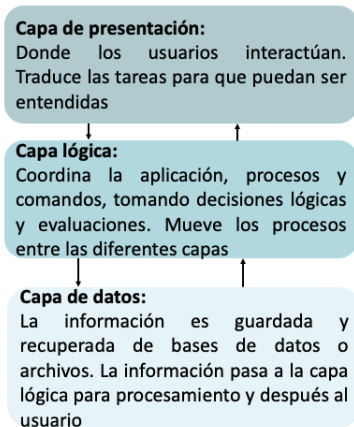 Capa de presentación:
Donde los usuarios interactúan.
Traduce las tareas para que puedan ser
entendidas
Capa lógica:
Coordina la aplicación, procesos y
comandos, tomando decisiones lógicas
y evaluaciones. Mueve los procesos
entre las diferentes capas
Capa de datos:
La información es guardada y
recuperada de bases de datos o
archivos. La información pasa a la capa
lógica para procesamiento y después al
usuario